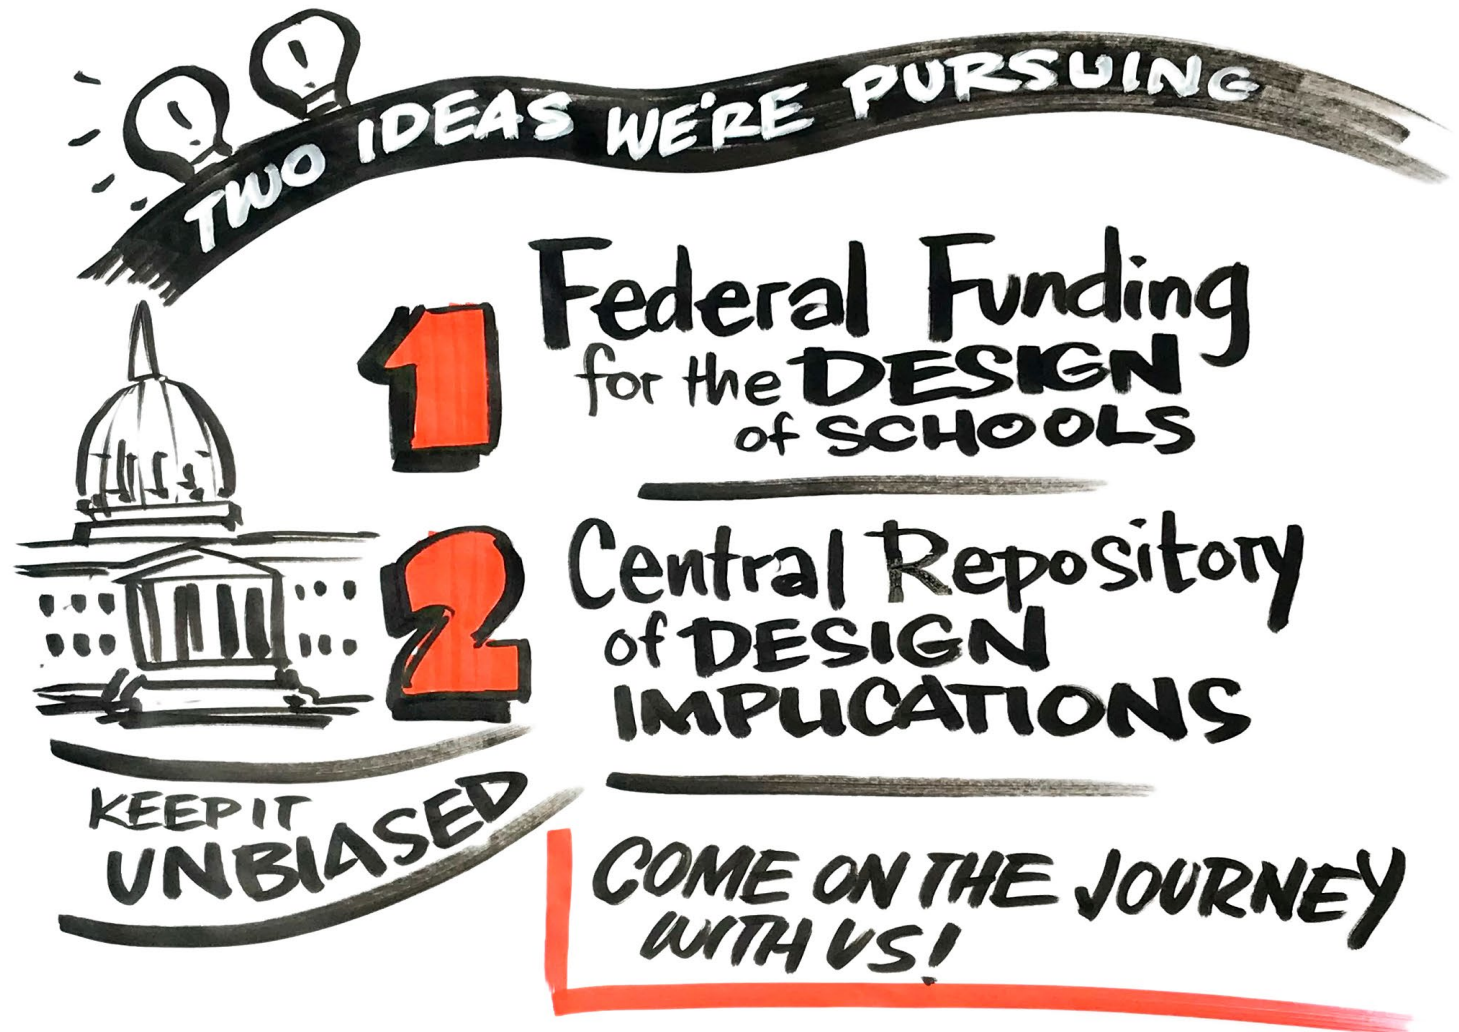 TWO IDEAS WE'RE PURSUING
1
Federal Funding
for the DESIGN
of SCHOOLS
2
Central Repository
of DESIGN
IMPLICATIONS
KEEP IT
UNBIASED
COME ON THE JOURNEY
WITH US!